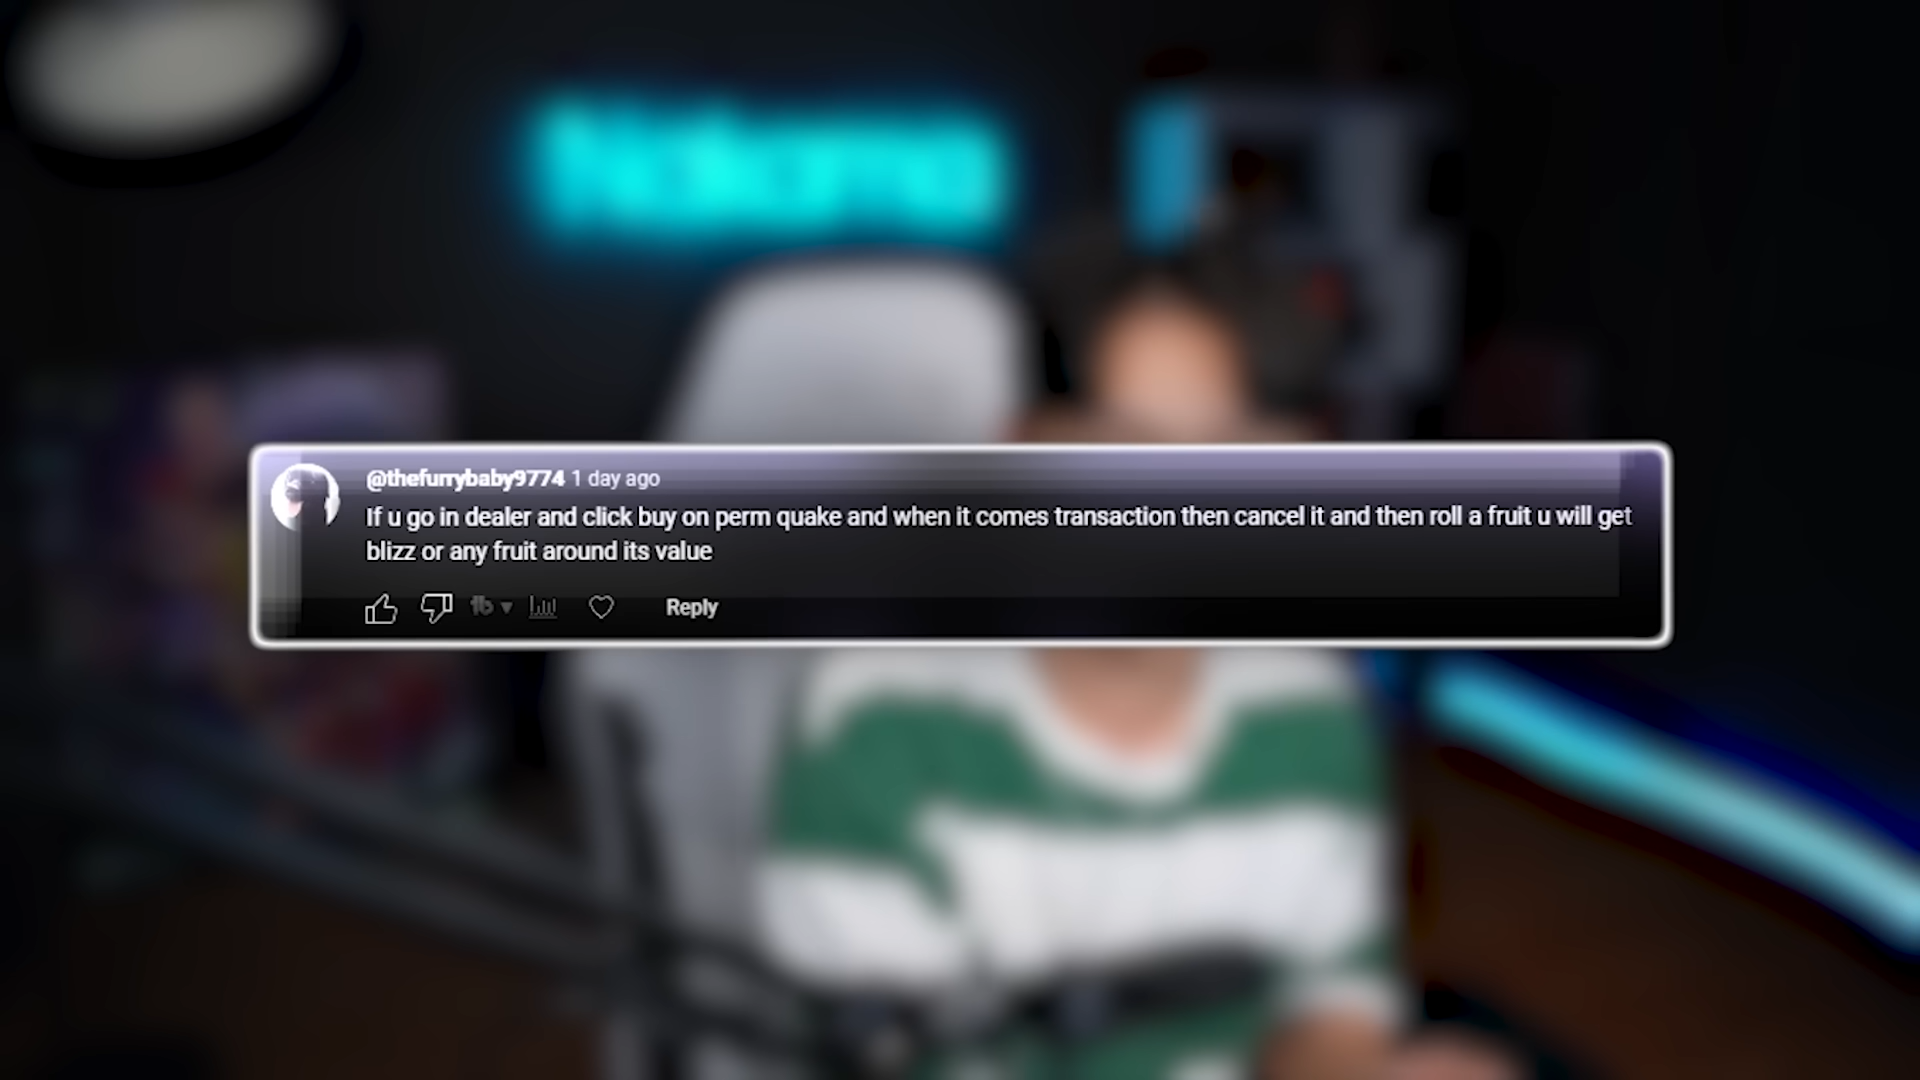 @thefurrybaby9774 1 day ago
If u go in dealer and click buy on perm quake and when it comes transaction then cancel it and then roll a fruit u will get
blizz or any fruit around its value
Reply